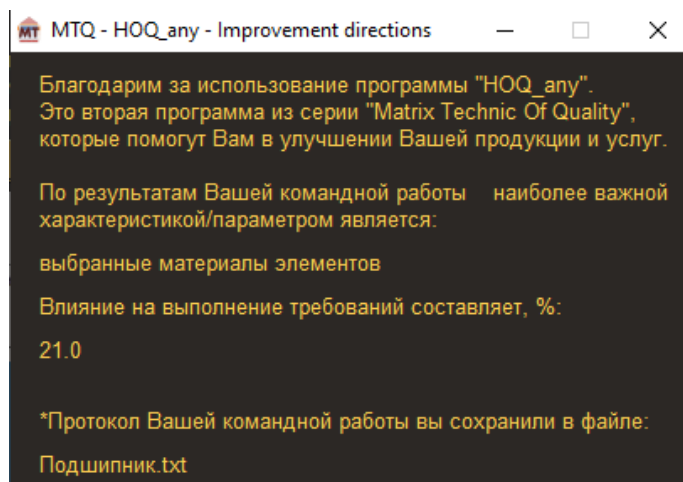 MTQ - HOQ_any - Improvement directions
Благодарим за использование программы "HOQ_any".
Это вторая программа из серии "Matrix Technic Of Quality",
которые помогут Вам в улучшении Вашей продукции и услуг.
По результатам Вашей командной работы наиболее важной
характеристикой/параметром является:
выбранные материалы элементов
Влияние на выполнение требований составляет, %:
21.0
*Протокол Вашей командной работы вы сохранили в файле:
Подшипник.txt